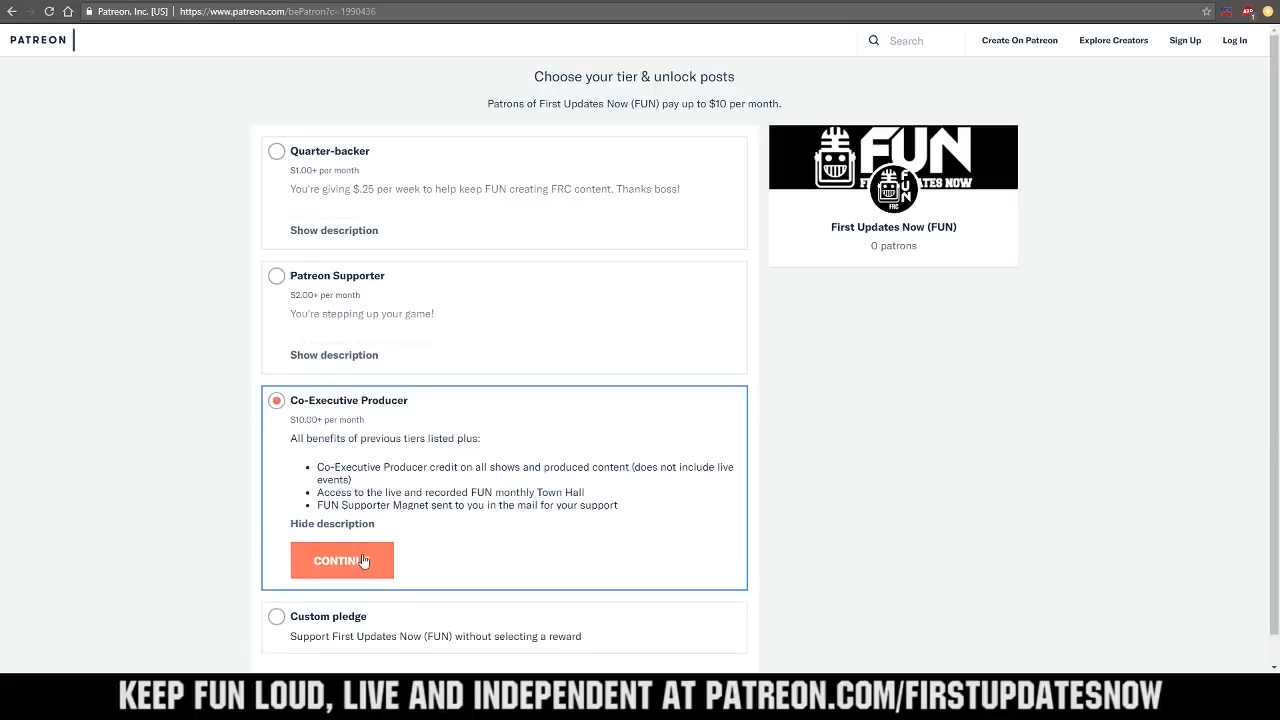 Patreon, Inc. [US] | https://www.patreon.com/bePatron?c=1990436
PATREON
Search
Create On Patreon
Explore Creators
Sign Up
Log In
Choose your tier & unlock posts
Patrons of First Updates Now (FUN) pay up to $10 per month.
Quarter-backer
$1.00+ per month
You're giving $.25 per week to help keep FUN creating FRC content. Thanks boss!
Show description
Patreon Supporter
$2.00+ per month
You're stepping up your game!
Show description
Co-Executive Producer
$10.00+ per month
All benefits of previous tiers listed plus:
• Co-Executive Producer credit on all shows and produced content (does not include live
events)
• Access to the live and recorded FUN monthly Town Hall
• FUN Supporter Magnet sent to you in the mail for your support
Hide description
Custom pledge
Support First Updates Now (FUN) without selecting a reward
FUN
FUN
FRC
First Updates Now (FUN)
0 patrons
KEEP FUN LOUD, LIVE AND INDEPENDENT AT PATREON.COM/FIRSTUPDATESNOW